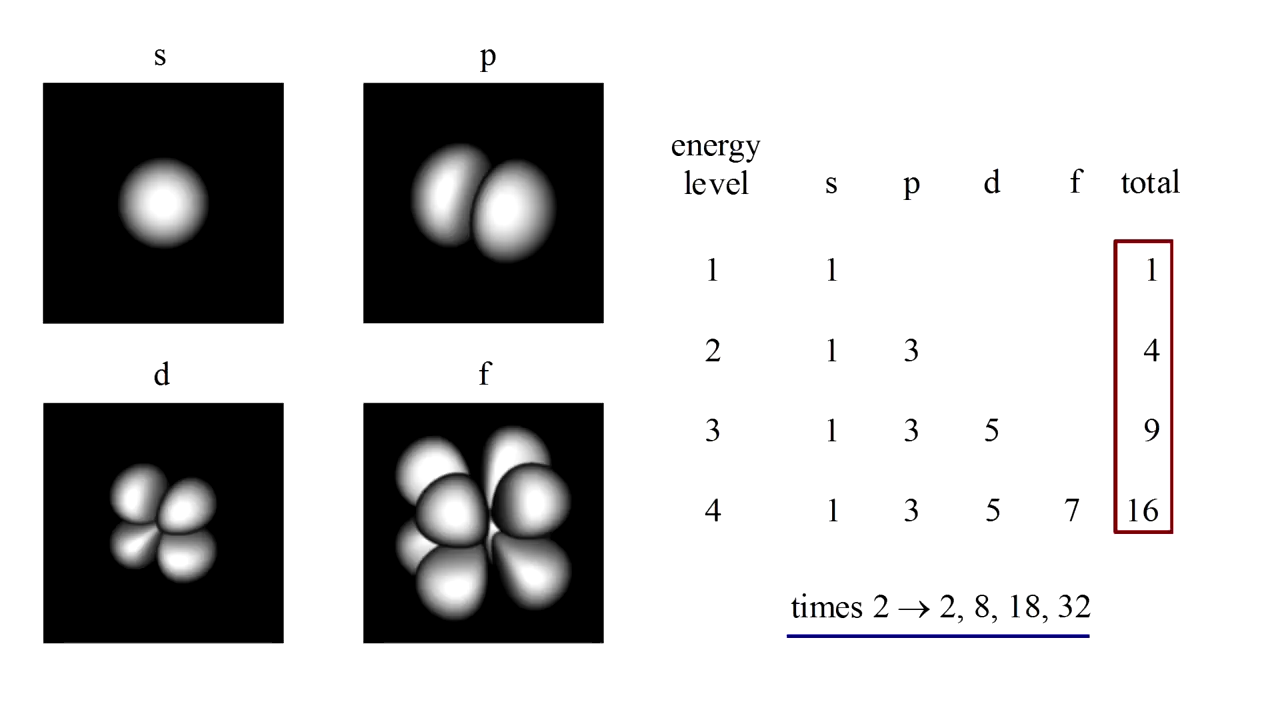 s
p
d
f
energy
level s p d f total
1 1 1
2 1 3 4
3 1 3 5 9
4 1 3 5 7 16
times 2 → 2, 8, 18, 32